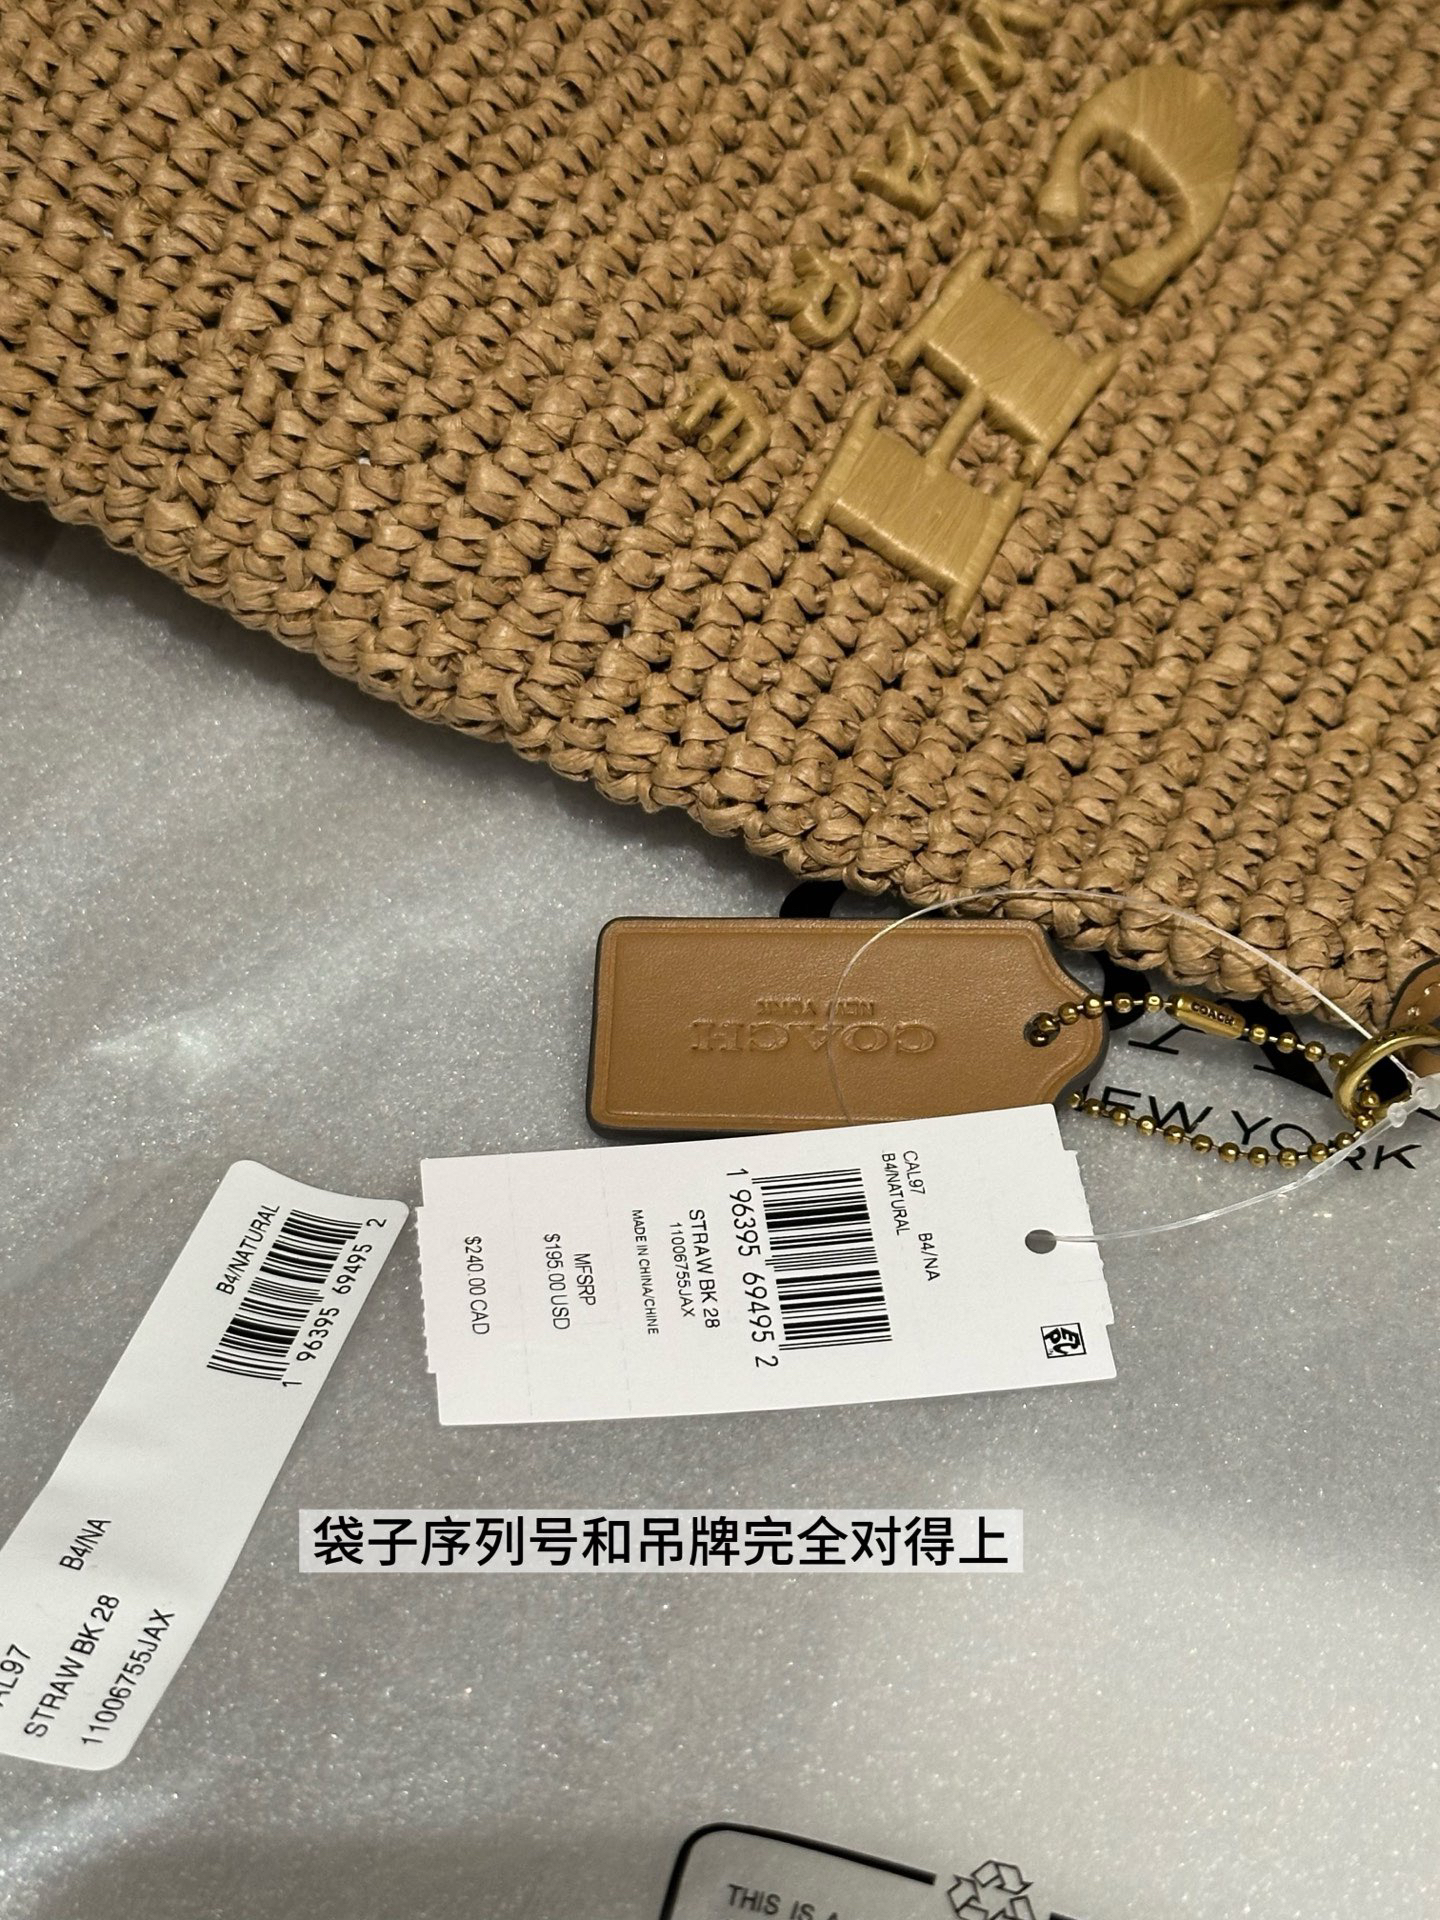 COACH
NEW YORK
COACH
NEW YORK
CAL97 B4/NA
B4/NATURAL
1 96395 69495 2
STRAW BK 28
11006755JAX
MADE IN CHINA/CHINE
MFSRP
$195.00 USD
$240.00 CAD
B4/NATURAL
1 96395 69495 2
B4/NA
STRAW BK 28
11006755JAX
袋子序列号和吊牌完全对得上
THIS IS